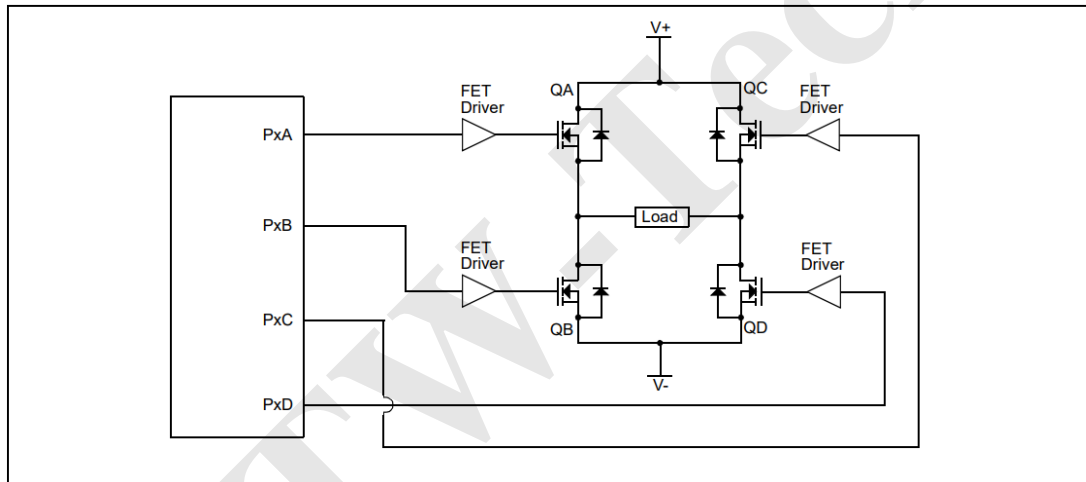 V+
QA
QC
FET
Driver
FET
Driver
PxA
PxB
Load
FET
Driver
FET
Driver
PxC
QB
QD
V-
PxD